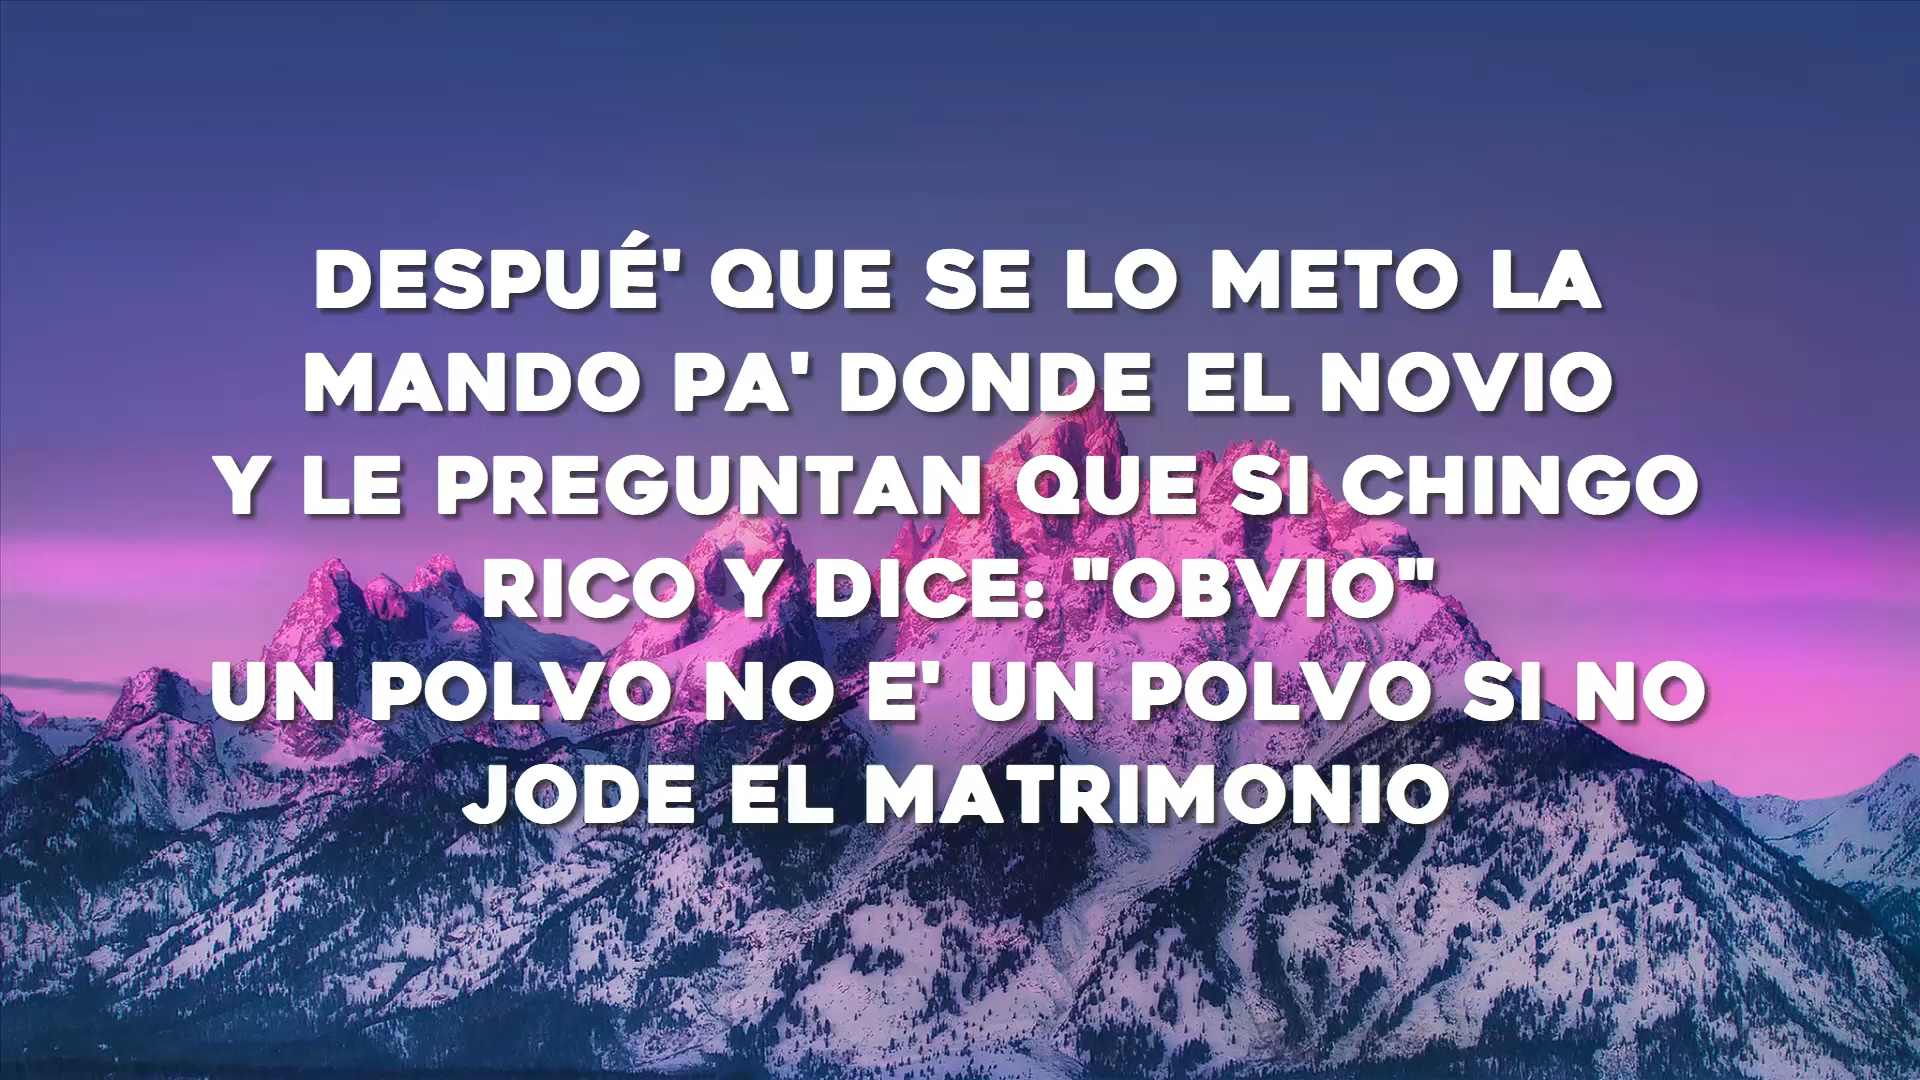 DESPUÉ' QUE SE LO METO LA
MANDO PA' DONDE EL NOVIO
Y LE PREGUNTAN QUE SI CHINGO
RICO Y DICE: "OBVIO"
UN POLVO NO E' UN POLVO SI NO
JODE EL MATRIMONIO